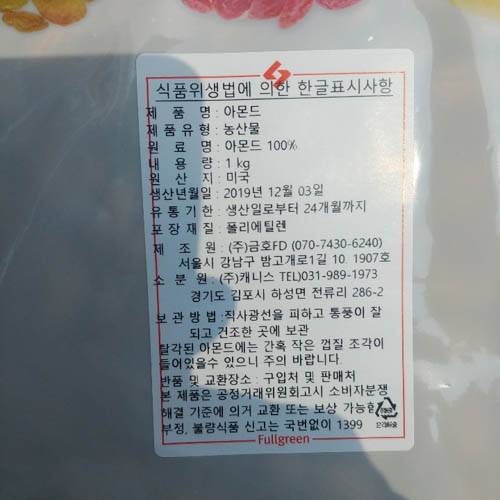 식품위생법에 의한 한글표시사항
제 품 명 : 아몬드
제품유형 : 농산물
원 료 명 : 아몬드 100%
내 용 량 : 1 kg
원 산 지 : 미국
생산년월일 : 2019년 12월 03일
유통기한 : 생산일로부터 24개월까지
포장재질 : 폴리에틸렌
제 조 원 : (주)금호FD (070-7430-6240)
서울시 강남구 밤고개로1길 10. 1907호
소 분 원 : (주)캐니스 TEL)031-989-1973
경기도 김포시 하성면 전류리 286-2
보관방법 : 직사광선을 피하고 통풍이 잘
되고 건조한 곳에 보관
탈각된 아몬드에는 간혹 작은 껍질 조각이
들어있을수 있으니 주의 바랍니다.
반품 및 교환장소 : 구입처 및 판매처
본 제품은 공정거래위원회고시 소비자분쟁
해결 기준에 의거 교환 또는 보상 가능함
부정, 불량식품 신고는 국번없이 1399
Fullgreen